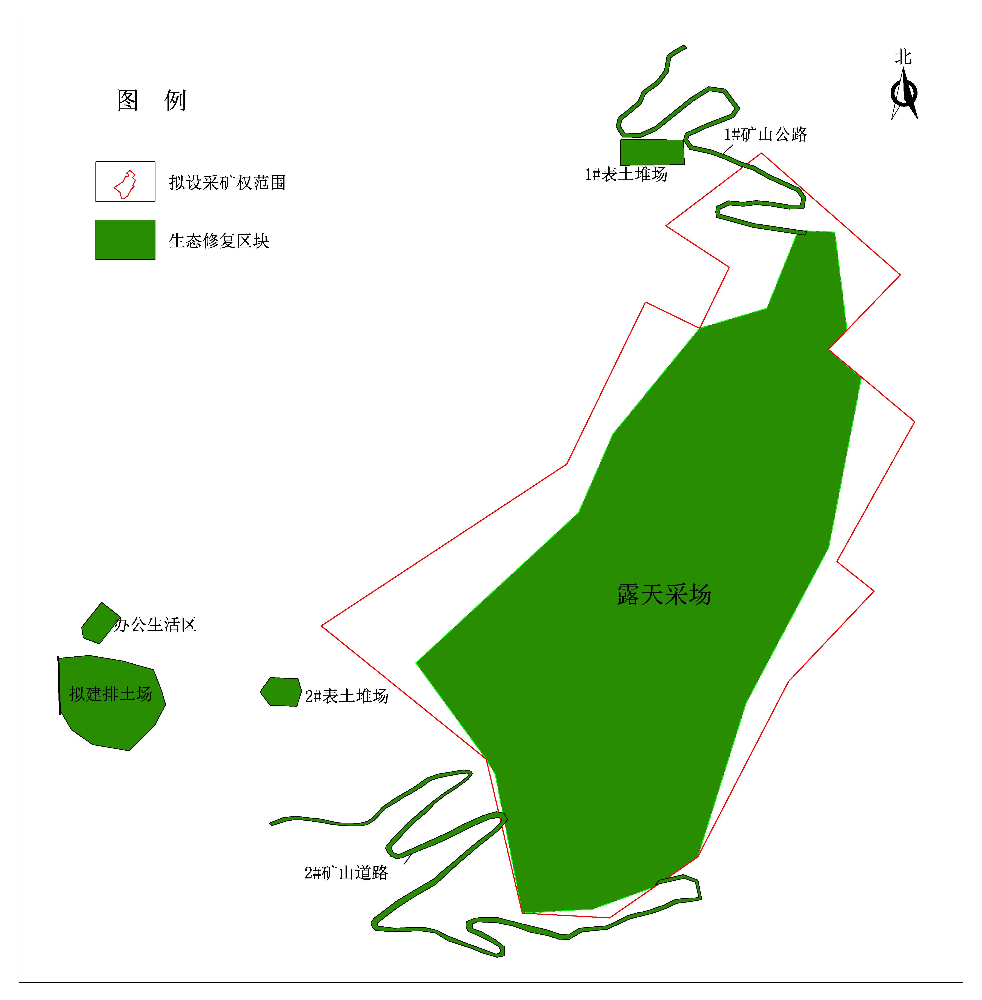 北
图 例
1#矿山公路
1#表土堆场
拟设采矿权范围
生态修复区块
露天采场
办公生活区
拟建排土场
2#表土堆场
2#矿山道路